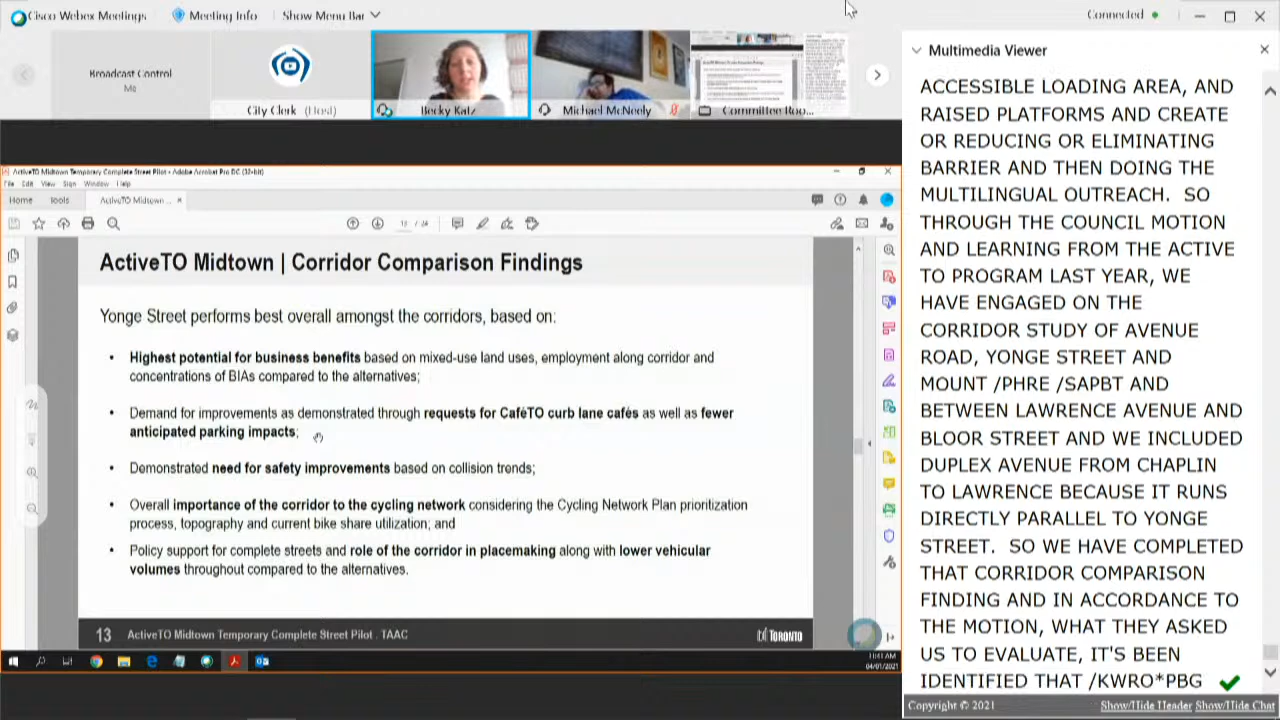 Cisco Webex Meetings
Meeting Info
Show Menu Bar
Connected
City Clerk (Host)
Becky Katz
Michael McNeely
Committee Roo...
ActiveTO Midtown Temporary Complete Street Pilot - Adobe Acrobat Pro DC (32-bit)
File Edit View Sign Window Help
Home Tools ActiveTO Midtown ... ×
ActiveTO Midtown | Corridor Comparison Findings
Yonge Street performs best overall amongst the corridors, based on:
• Highest potential for business benefits based on mixed-use land uses, employment along corridor and
concentrations of BIAs compared to the alternatives;
• Demand for improvements as demonstrated through requests for CaféTO curb lane cafés as well as fewer
anticipated parking impacts;
• Demonstrated need for safety improvements based on collision trends;
• Overall importance of the corridor to the cycling network considering the Cycling Network Plan prioritization
process, topography and current bike share utilization; and
• Policy support for complete streets and role of the corridor in placemaking along with lower vehicular
volumes throughout compared to the alternatives.
13 ActiveTO Midtown Temporary Complete Street Pilot . TAAC
TORONTO
11:41 AM
04/01/2021
Multimedia Viewer
ACCESSIBLE LOADING AREA, AND
RAISED PLATFORMS AND CREATE
OR REDUCING OR ELIMINATING
BARRIER AND THEN DOING THE
MULTILINGUAL OUTREACH. SO
THROUGH THE COUNCIL MOTION
AND LEARNING FROM THE ACTIVE
TO PROGRAM LAST YEAR, WE
HAVE ENGAGED ON THE
CORRIDOR STUDY OF AVENUE
ROAD, YONGE STREET AND
MOUNT /PHRE /SAPBT AND
BETWEEN LAWRENCE AVENUE AND
BLOOR STREET AND WE INCLUDED
DUPLEX AVENUE FROM CHAPLIN
TO LAWRENCE BECAUSE IT RUNS
DIRECTLY PARALLEL TO YONGE
STREET. SO WE HAVE COMPLETED
THAT CORRIDOR COMPARISON
FINDING AND IN ACCORDANCE TO
THE MOTION, WHAT THEY ASKED
US TO EVALUATE, IT'S BEEN
IDENTIFIED THAT /KWRO*PBG
Copyright © 2021 Show/Hide Header Show/Hide Chat